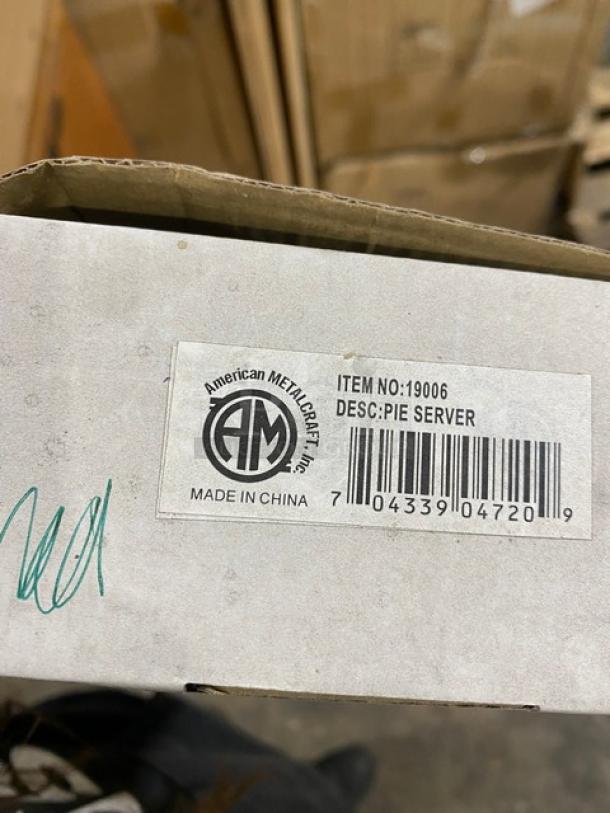 American METALCRAFT, Inc.
AM
MADE IN CHINA
ITEM NO:19006
DESC:PIE SERVER
7 04339 04720 9